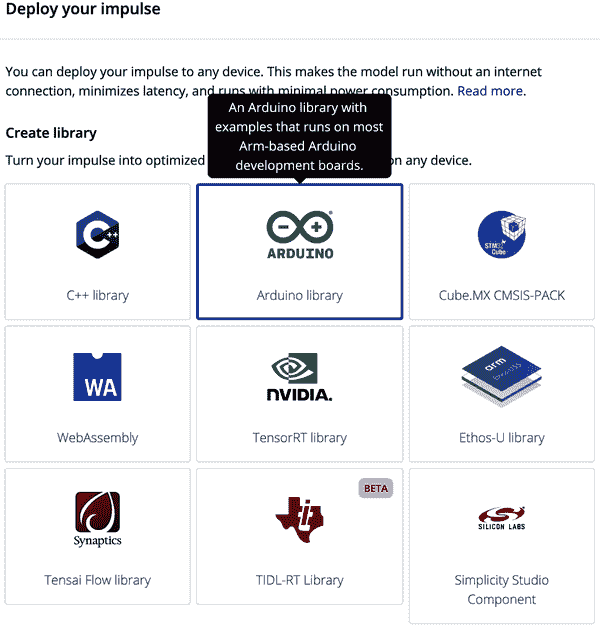 Deploy your impulse
You can deploy your impulse to any device. This makes the model run without an internet
connection, minimizes latency, and runs with minimal power consumption. Read more.
An Arduino library with
examples that runs on most
Arm-based Arduino
development boards.
Create library
Turn your impulse into optimized on any device.
C++
C++ library
ARDUINO
Arduino library
STM32
Cube
Cube.MX CMSIS-PACK
WA
WebAssembly
NVIDIA.
TensorRT library
arm
Ethos-U library
Synaptics
Tensai Flow library
BETA
TIDL-RT Library
SILICON LABS
Simplicity Studio
Component